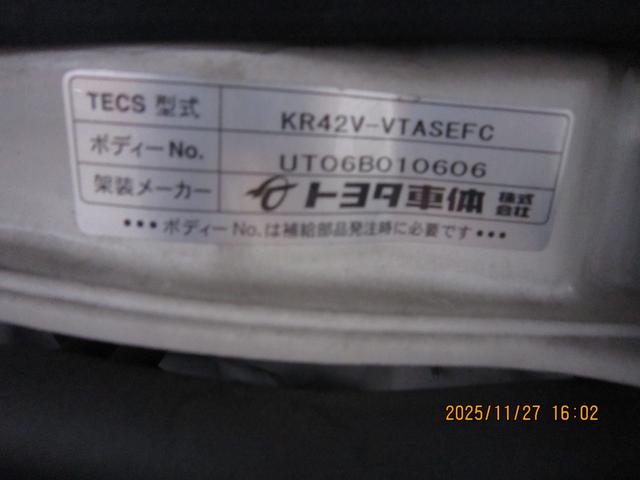 TECS 型式 KR42V-VTASEFC
ボディーNo. UT06B010606
架装メーカー トヨタ車体 株式会社
•••ボディーNo.は補給部品発注時に必要です•••
2025/11/27 16:02